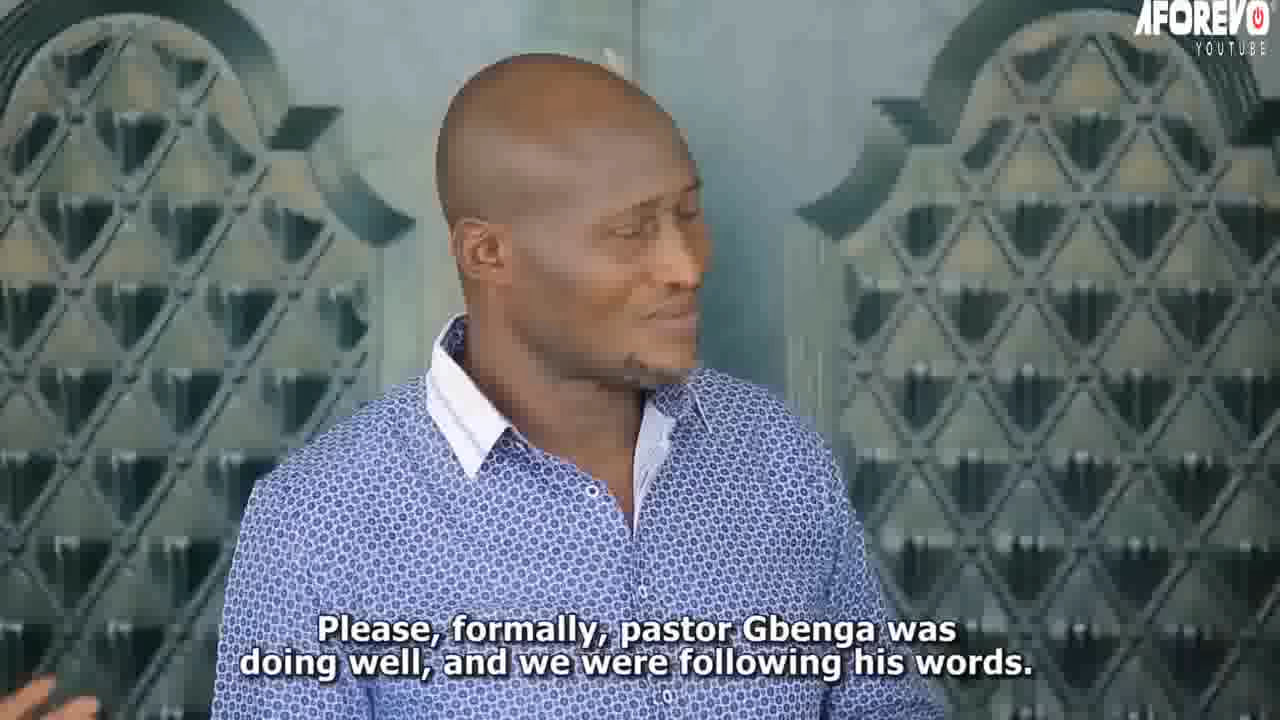 AFOREVO
YOUTUBE
Please, formally, pastor Gbenga was
doing well, and we were following his words.